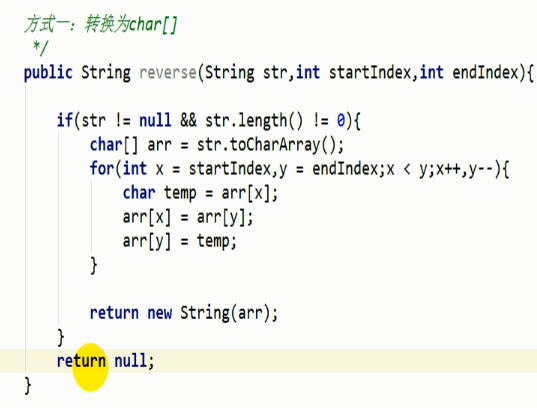 方式一：转换为char[]
*/
public String reverse(String str,int startIndex,int endIndex){
if(str != null && str.length() != 0){
char[] arr = str.toCharArray();
for(int x = startIndex,y = endIndex;x < y;x++,y--){
char temp = arr[x];
arr[x] = arr[y];
arr[y] = temp;
}
return new String(arr);
}
return null;
}